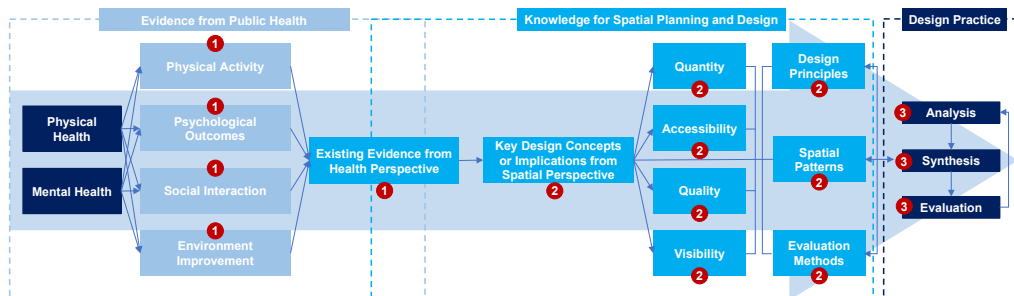 Evidence from Public Health
Knowledge for Spatial Planning and Design
Design Practice
1
Physical Activity
1
Psychological
Outcomes
1
Social Interaction
1
Environment
Improvement
Physical
Health
Mental Health
Existing Evidence from
Health Perspective
1
Key Design Concepts
or Implications from
Spatial Perspective
2
Quantity
2
Accessibility
2
Quality
2
Visibility
2
Design
Principles
2
Spatial
Patterns
2
Evaluation
Methods
2
3
Analysis
3
Synthesis
3
Evaluation